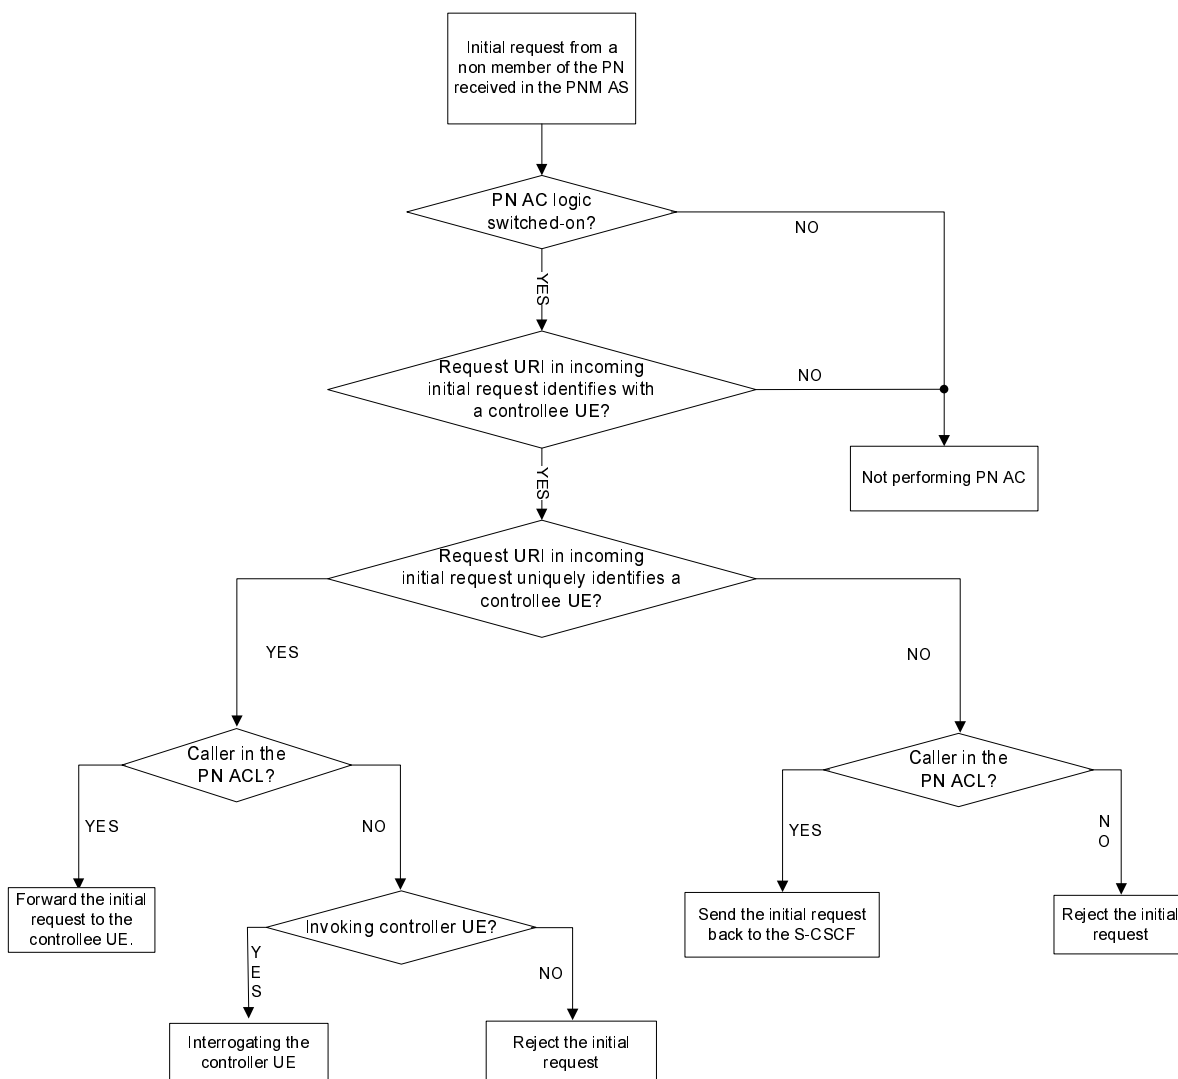 Initial request from a
non member of the PN
received in the PNM AS
PN AC logic
switched-on?
NO
YES
Request URI in incoming
initial request identifies with
a controllee UE?
NO
Not performing PN AC
YES
Request URI in incoming
initial request uniquely identifies a
controllee UE?
YES
NO
Caller in the
PN ACL?
Caller in the
PN ACL?
YES
NO
YES
N
O
Forward the initial
request to the
controllee UE.
Invoking controller UE?
Send the initial request
back to the S-CSCF
Reject the initial
request
Y
E
S
NO
Interrogating the
controller UE
Reject the initial
request